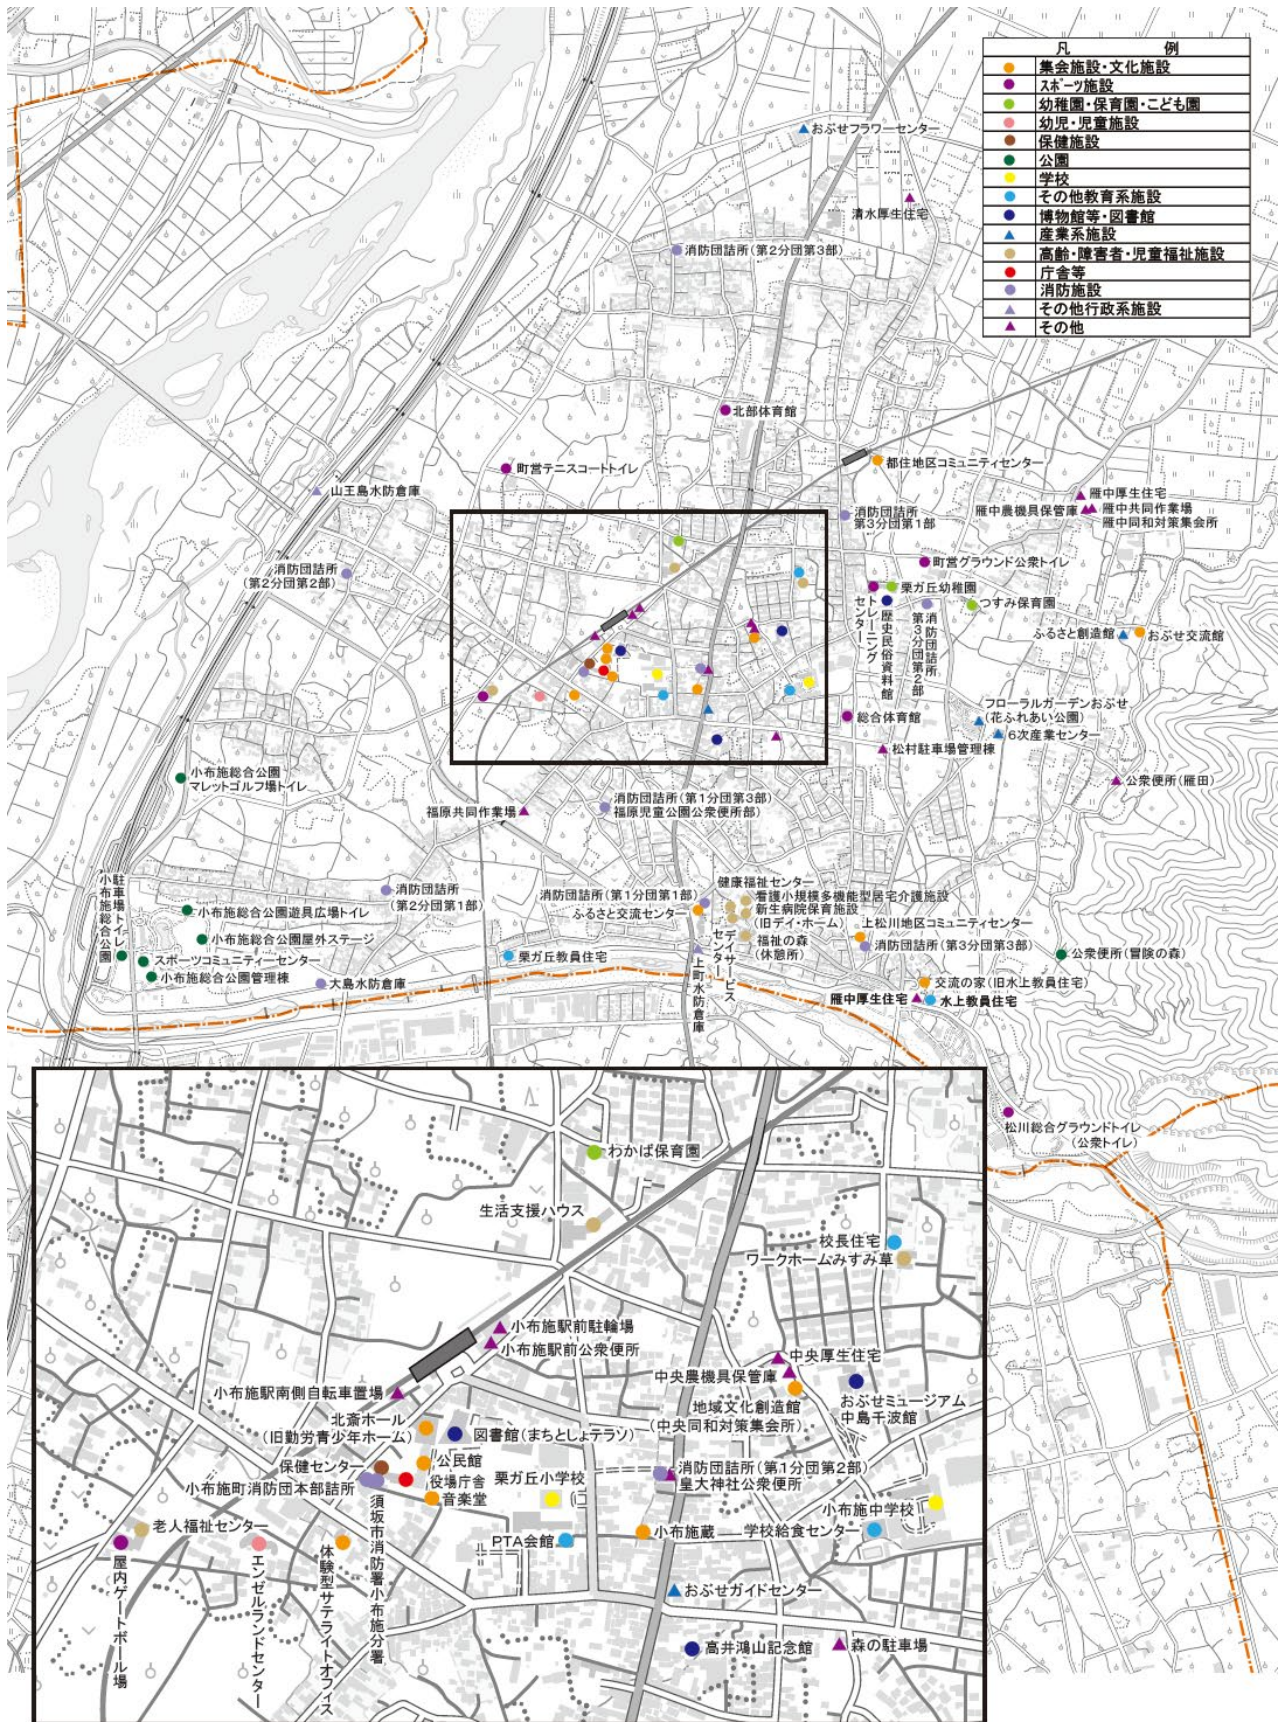 凡　例
集会施設・文化施設
スポーツ施設
幼稚園・保育園・こども園
幼児・児童施設
保健施設
公園
学校
その他教育系施設
博物館等・図書館
産業系施設
高齢・障害者・児童福祉施設
庁舎等
消防施設
その他行政系施設
その他
おぶせフラワーセンター
清水厚生住宅
消防団詰所(第2分団第3部)
北部体育館
町営テニスコートトイレ
都住地区コミュニティセンター
山王島水防倉庫
雁中厚生住宅
雁中農機具保管庫
雁中共同作業場
雁中同和対策集会所
消防団詰所
第3分団第1部
町営グラウンド公衆トイレ
消防団詰所
(第2分団第2部)
栗ガ丘幼稚園
つすみ保育園
トレーニング
センター
歴史民俗資料館
消防団詰所
第3分団第2部
ふるさと創造館
おぶせ交流館
フローラルガーデンおぶせ
(花ふれあい公園)
6次産業センター
総合体育館
松村駐車場管理棟
公衆便所(雁田)
小布施総合公園
マレットゴルフ場トイレ
福原共同作業場
消防団詰所(第1分団第3部)
福原児童公園公衆便所部)
消防団詰所
(第2分団第1部)
消防団詰所(第1分団第1部)
ふるさと交流センター
健康福祉センター
看護小規模多機能型居宅介護施設
新生病院保育施設
(旧デイ・ホーム)
福祉の森
(休憩所)
デイサービス
センター
上町水防倉庫
上松川地区コミュニティセンター
消防団詰所(第3分団第3部)
公衆便所(冒険の森)
小布施総合公園
駐車場トイレ
小布施総合公園遊具広場トイレ
小布施総合公園屋外ステージ
スポーツコミュニティーセンター
小布施総合公園管理棟
大島水防倉庫
栗ガ丘教員住宅
交流の家(旧水上教員住宅)
雁中厚生住宅
水上教員住宅
松川総合グラウンドトイレ
(公衆トイレ)
わかば保育園
生活支援ハウス
校長住宅
ワークホームみすみ草
小布施駅前駐輪場
小布施駅前公衆便所
小布施駅南側自転車置場
中央厚生住宅
中央農機具保管庫
地域文化創造館
(中央同和対策集会所)
おぶせミュージアム
中島千波館
北斎ホール
(旧勤労青少年ホーム)
図書館(まちとしょテラソ)
公民館
保健センター
役場庁舎
小布施町消防団本部詰所
音楽堂
栗ガ丘小学校
消防団詰所(第1分団第2部)
皇大神社公衆便所
小布施中学校
老人福祉センター
PTA会館
小布施蔵
学校給食センター
屋内ゲートボール場
エンゼルランドセンター
体験型サテライトオフィス
須坂市消防署小布施分署
おぶせガイドセンター
高井鴻山記念館
森の駐車場